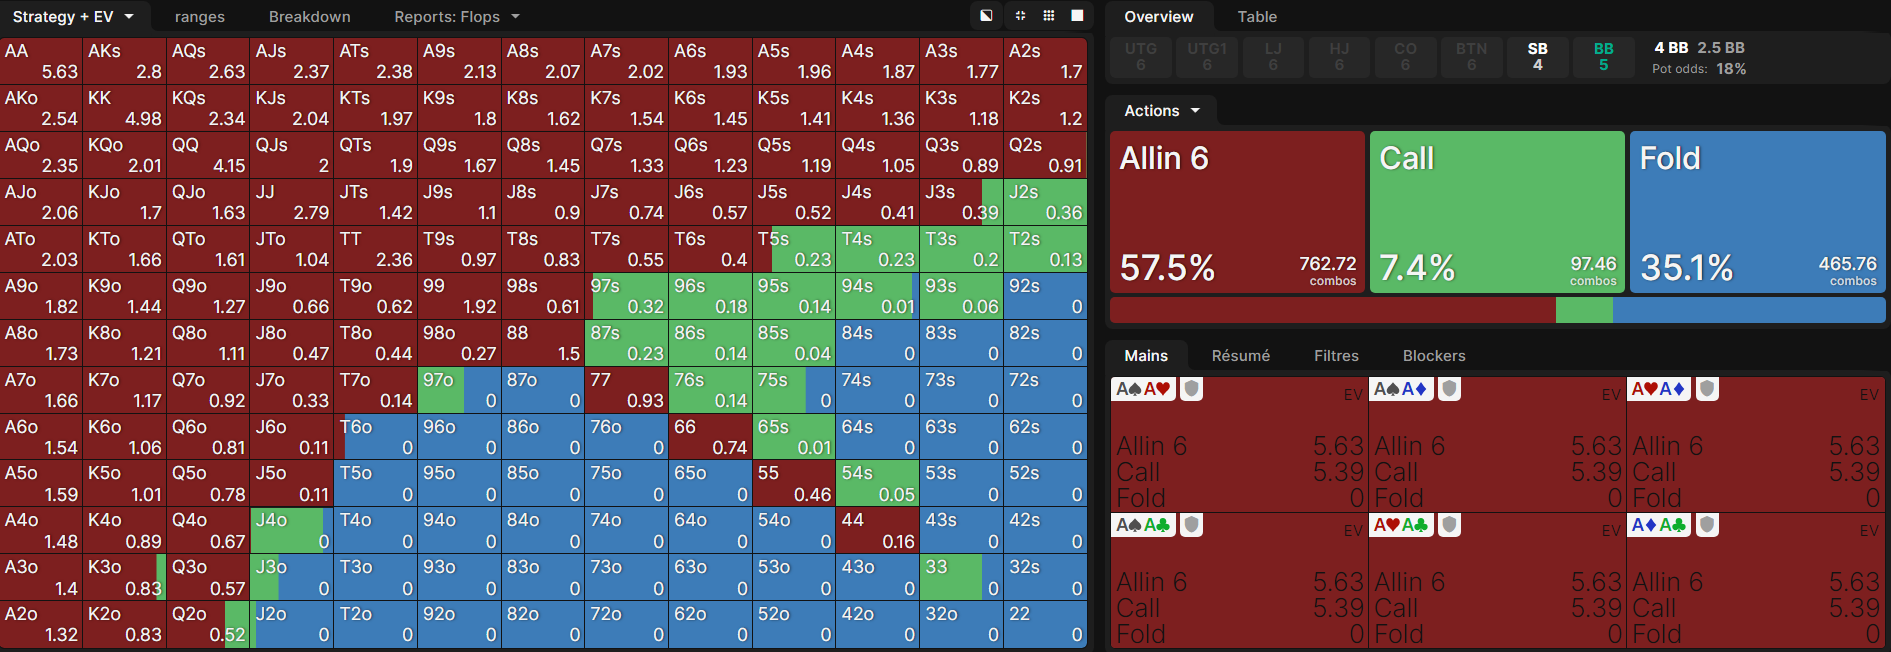 Strategy + EV ranges Breakdown Reports: Flops
AA AKs AQs AJs ATs A9s A8s A7s A6s A5s A4s A3s A2s
5.63 2.8 2.63 2.37 2.38 2.13 2.07 2.02 1.93 1.96 1.87 1.77 1.7
AKo KK KQs KJs KTs K9s K8s K7s K6s K5s K4s K3s K2s
2.54 4.98 2.34 2.04 1.97 1.8 1.62 1.54 1.45 1.41 1.36 1.18 1.2
AQo KQo QQ QJs QTs Q9s Q8s Q7s Q6s Q5s Q4s Q3s Q2s
2.35 2.01 4.15 2 1.9 1.67 1.45 1.33 1.23 1.19 1.05 0.89 0.91
AJo KJo QJo JJ JTs J9s J8s J7s J6s J5s J4s J3s J2s
2.06 1.7 1.63 2.79 1.42 1.1 0.9 0.74 0.57 0.52 0.41 0.39 0.36
ATo KTo QTo JTo TT T9s T8s T7s T6s T5s T4s T3s T2s
2.03 1.66 1.61 1.04 2.36 0.97 0.83 0.55 0.4 0.23 0.23 0.2 0.13
A9o K9o Q9o J9o T9o 99 98s 97s 96s 95s 94s 93s 92s
1.82 1.44 1.27 0.66 0.62 1.92 0.61 0.32 0.18 0.14 0.01 0.06 0
A8o K8o Q8o J8o T8o 98o 88 87s 86s 85s 84s 83s 82s
1.73 1.21 1.11 0.47 0.44 0.27 1.5 0.23 0.14 0.04 0 0 0
A7o K7o Q7o J7o T7o 97o 87o 77 76s 75s 74s 73s 72s
1.66 1.17 0.92 0.33 0.14 0 0 0.93 0.14 0 0 0 0
A6o K6o Q6o J6o T6o 96o 86o 76o 66 65s 64s 63s 62s
1.54 1.06 0.81 0.11 0 0 0 0 0.74 0.01 0 0 0
A5o K5o Q5o J5o T5o 95o 85o 75o 65o 55 54s 53s 52s
1.59 1.01 0.78 0.11 0 0 0 0 0 0.46 0.05 0 0
A4o K4o Q4o J4o T4o 94o 84o 74o 64o 54o 44 43s 42s
1.48 0.89 0.67 0 0 0 0 0 0 0 0.16 0 0
A3o K3o Q3o J3o T3o 93o 83o 73o 63o 53o 43o 33 32s
1.4 0.83 0.57 0 0 0 0 0 0 0 0 0 0
A2o K2o Q2o J2o T2o 92o 82o 72o 62o 52o 42o 32o 22
1.32 0.83 0.52 0 0 0 0 0 0 0 0 0 0
Overview Table
UTG UTG1 LJ HJ CO BTN SB BB 4 BB 2.5 BB
6 6 6 6 6 6 4 5 Pot odds: 18%
Actions
Allin 6 Call Fold
57.5% 762.72 combos 7.4% 97.46 combos 35.1% 465.76 combos
Mains Résumé Filtres Blockers
A♠A♥ EV A♠A♦ EV A♥A♦ EV
Allin 6 5.63 Allin 6 5.63 Allin 6 5.63
Call 5.39 Call 5.39 Call 5.39
Fold 0 Fold 0 Fold 0
A♠A♣ EV A♥A♣ EV A♦A♣ EV
Allin 6 5.63 Allin 6 5.63 Allin 6 5.63
Call 5.39 Call 5.39 Call 5.39
Fold 0 Fold 0 Fold 0